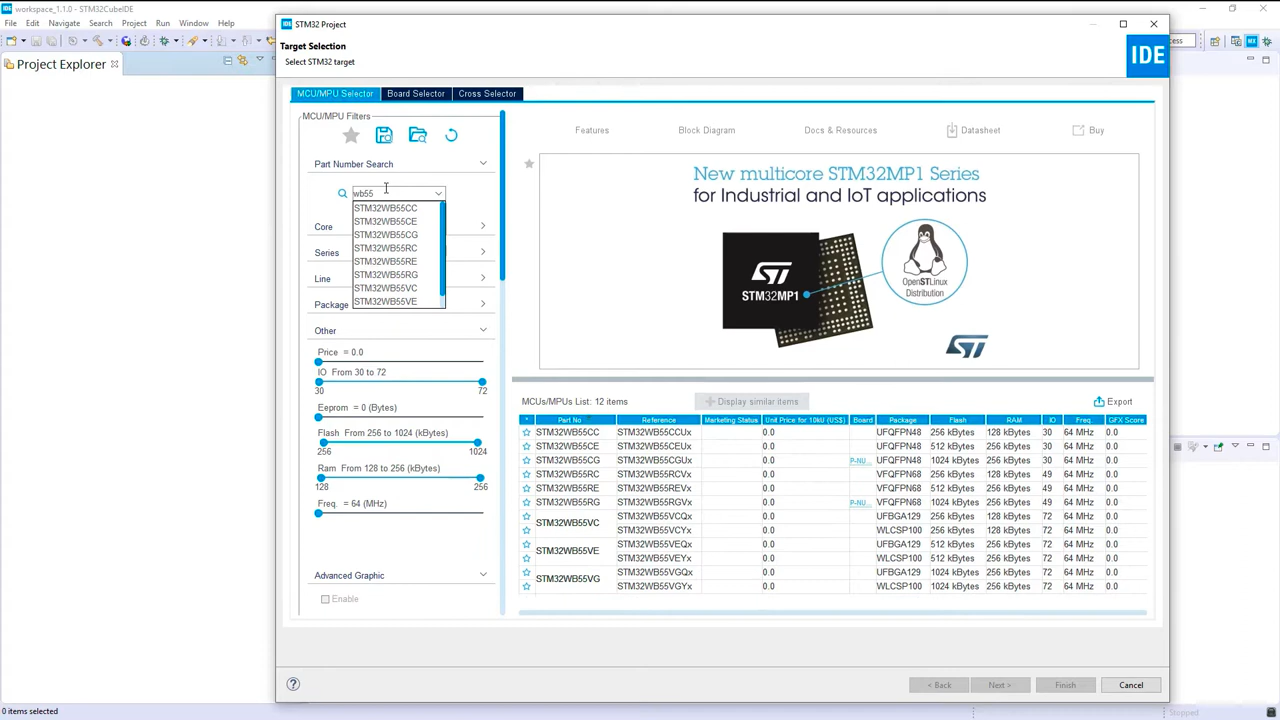 workspace_1.1.0 - STM32CubeIDE
File Edit Navigate Search Project Run Window Help
Project Explorer
IDE STM32 Project
Target Selection
Select STM32 target
IDE
MCU/MPU Selector Board Selector Cross Selector
MCU/MPU Filters
Part Number Search
wb55
STM32WB55CC
STM32WB55CE
STM32WB55CG
STM32WB55RC
STM32WB55RE
STM32WB55RG
STM32WB55VC
STM32WB55VE
Core
Series
Line
Package
Other
Price = 0.0
IO From 30 to 72
30 72
Eeprom = 0 (Bytes)
Flash From 256 to 1024 (kBytes)
256 1024
Ram From 128 to 256 (kBytes)
128 256
Freq. = 64 (MHz)
Advanced Graphic
Enable
Features Block Diagram Docs & Resources Datasheet Buy
New multicore STM32MP1 Series
for Industrial and IoT applications
STM32MP1
OpenSTLinux
Distribution
MCUs/MPUs List: 12 items + Display similar items Export
* Part No Reference Marketing Status Unit Price for 10kU (US$) Board Package Flash RAM IO Freq. GFX Score
STM32WB55CC STM32WB55CCUx 0.0 UFQFPN48 256 kBytes 128 kBytes 30 64 MHz 0.0
STM32WB55CE STM32WB55CEUx 0.0 UFQFPN48 512 kBytes 256 kBytes 30 64 MHz 0.0
STM32WB55CG STM32WB55CGUx 0.0 P-NU... UFQFPN48 1024 kBytes 256 kBytes 30 64 MHz 0.0
STM32WB55RC STM32WB55RCVx 0.0 VFQFPN68 256 kBytes 128 kBytes 49 64 MHz 0.0
STM32WB55RE STM32WB55REVx 0.0 VFQFPN68 512 kBytes 256 kBytes 49 64 MHz 0.0
STM32WB55RG STM32WB55RGVx 0.0 P-NU... VFQFPN68 1024 kBytes 256 kBytes 49 64 MHz 0.0
STM32WB55VC STM32WB55VCQx 0.0 UFBGA129 256 kBytes 128 kBytes 72 64 MHz 0.0
STM32WB55VCYx 0.0 WLCSP100 256 kBytes 128 kBytes 72 64 MHz 0.0
STM32WB55VE STM32WB55VEQx 0.0 UFBGA129 512 kBytes 256 kBytes 72 64 MHz 0.0
STM32WB55VEYx 0.0 WLCSP100 512 kBytes 256 kBytes 72 64 MHz 0.0
STM32WB55VG STM32WB55VGQx 0.0 UFBGA129 1024 kBytes 256 kBytes 72 64 MHz 0.0
STM32WB55VGYx 0.0 WLCSP100 1024 kBytes 256 kBytes 72 64 MHz 0.0
< Back Next > Finish Cancel
0 items selected
Stopped